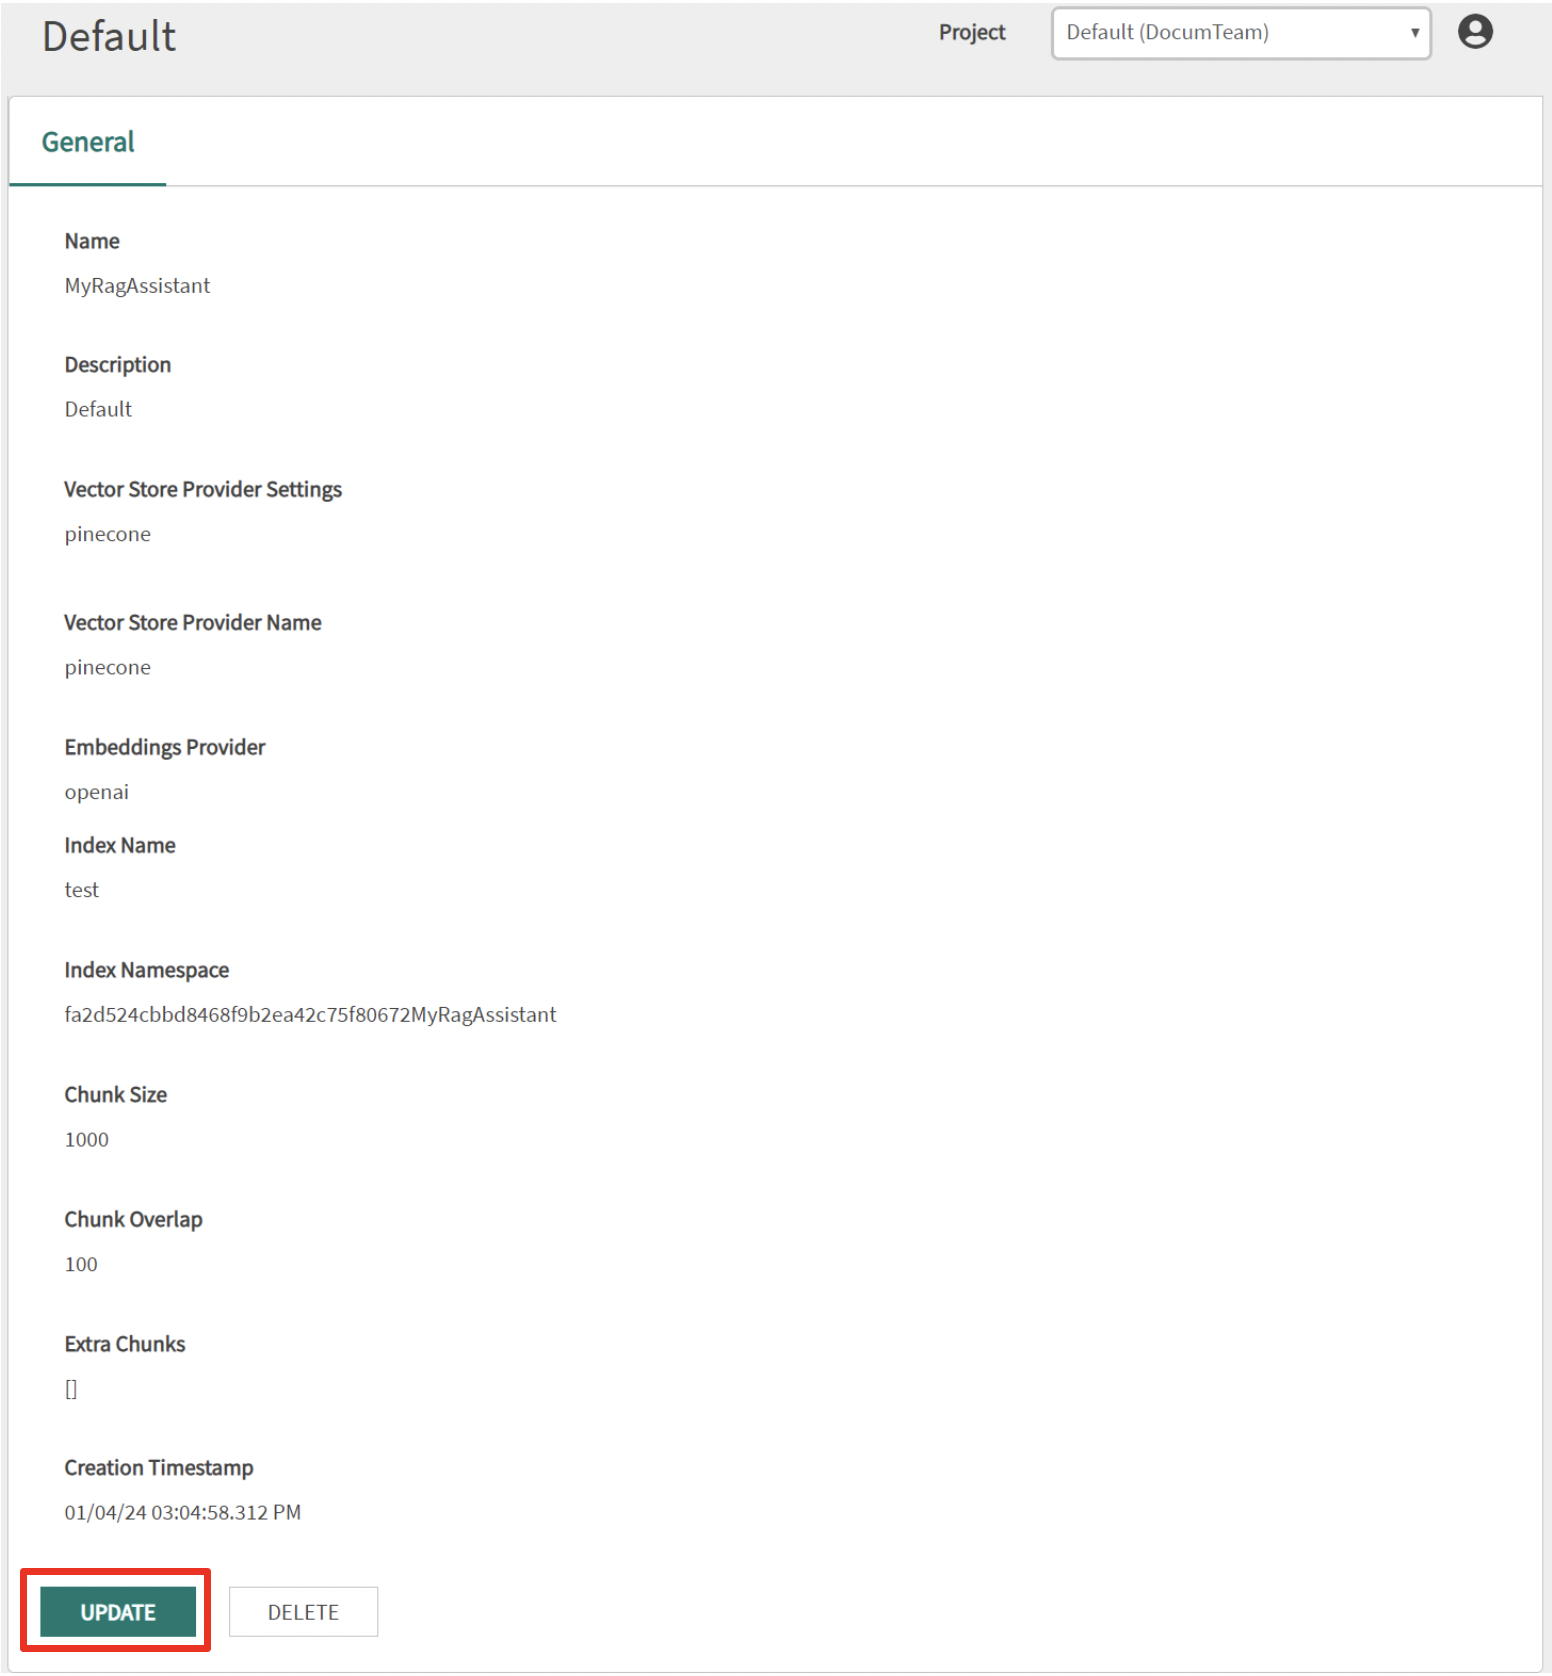 Default
Project
Default (DocumTeam)
General
Name
MyRagAssistant
Description
Default
Vector Store Provider Settings
pinecone
Vector Store Provider Name
pinecone
Embeddings Provider
openai
Index Name
test
Index Namespace
fa2d524cbbd8468f9b2ea42c75f80672MyRagAssistant
Chunk Size
1000
Chunk Overlap
100
Extra Chunks
[]
Creation Timestamp
01/04/24 03:04:58.312 PM
UPDATE
DELETE